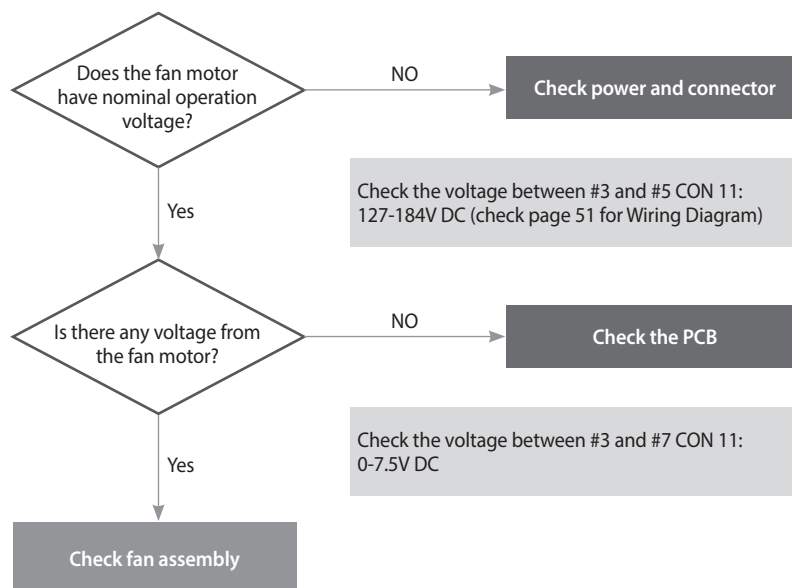 Does the fan motor
have nominal operation
voltage?
NO
Check power and connector
Check the voltage between #3 and #5 CON 11:
127-184V DC (check page 51 for Wiring Diagram)
Yes
Is there any voltage from
the fan motor?
NO
Check the PCB
Check the voltage between #3 and #7 CON 11:
0-7.5V DC
Yes
Check fan assembly